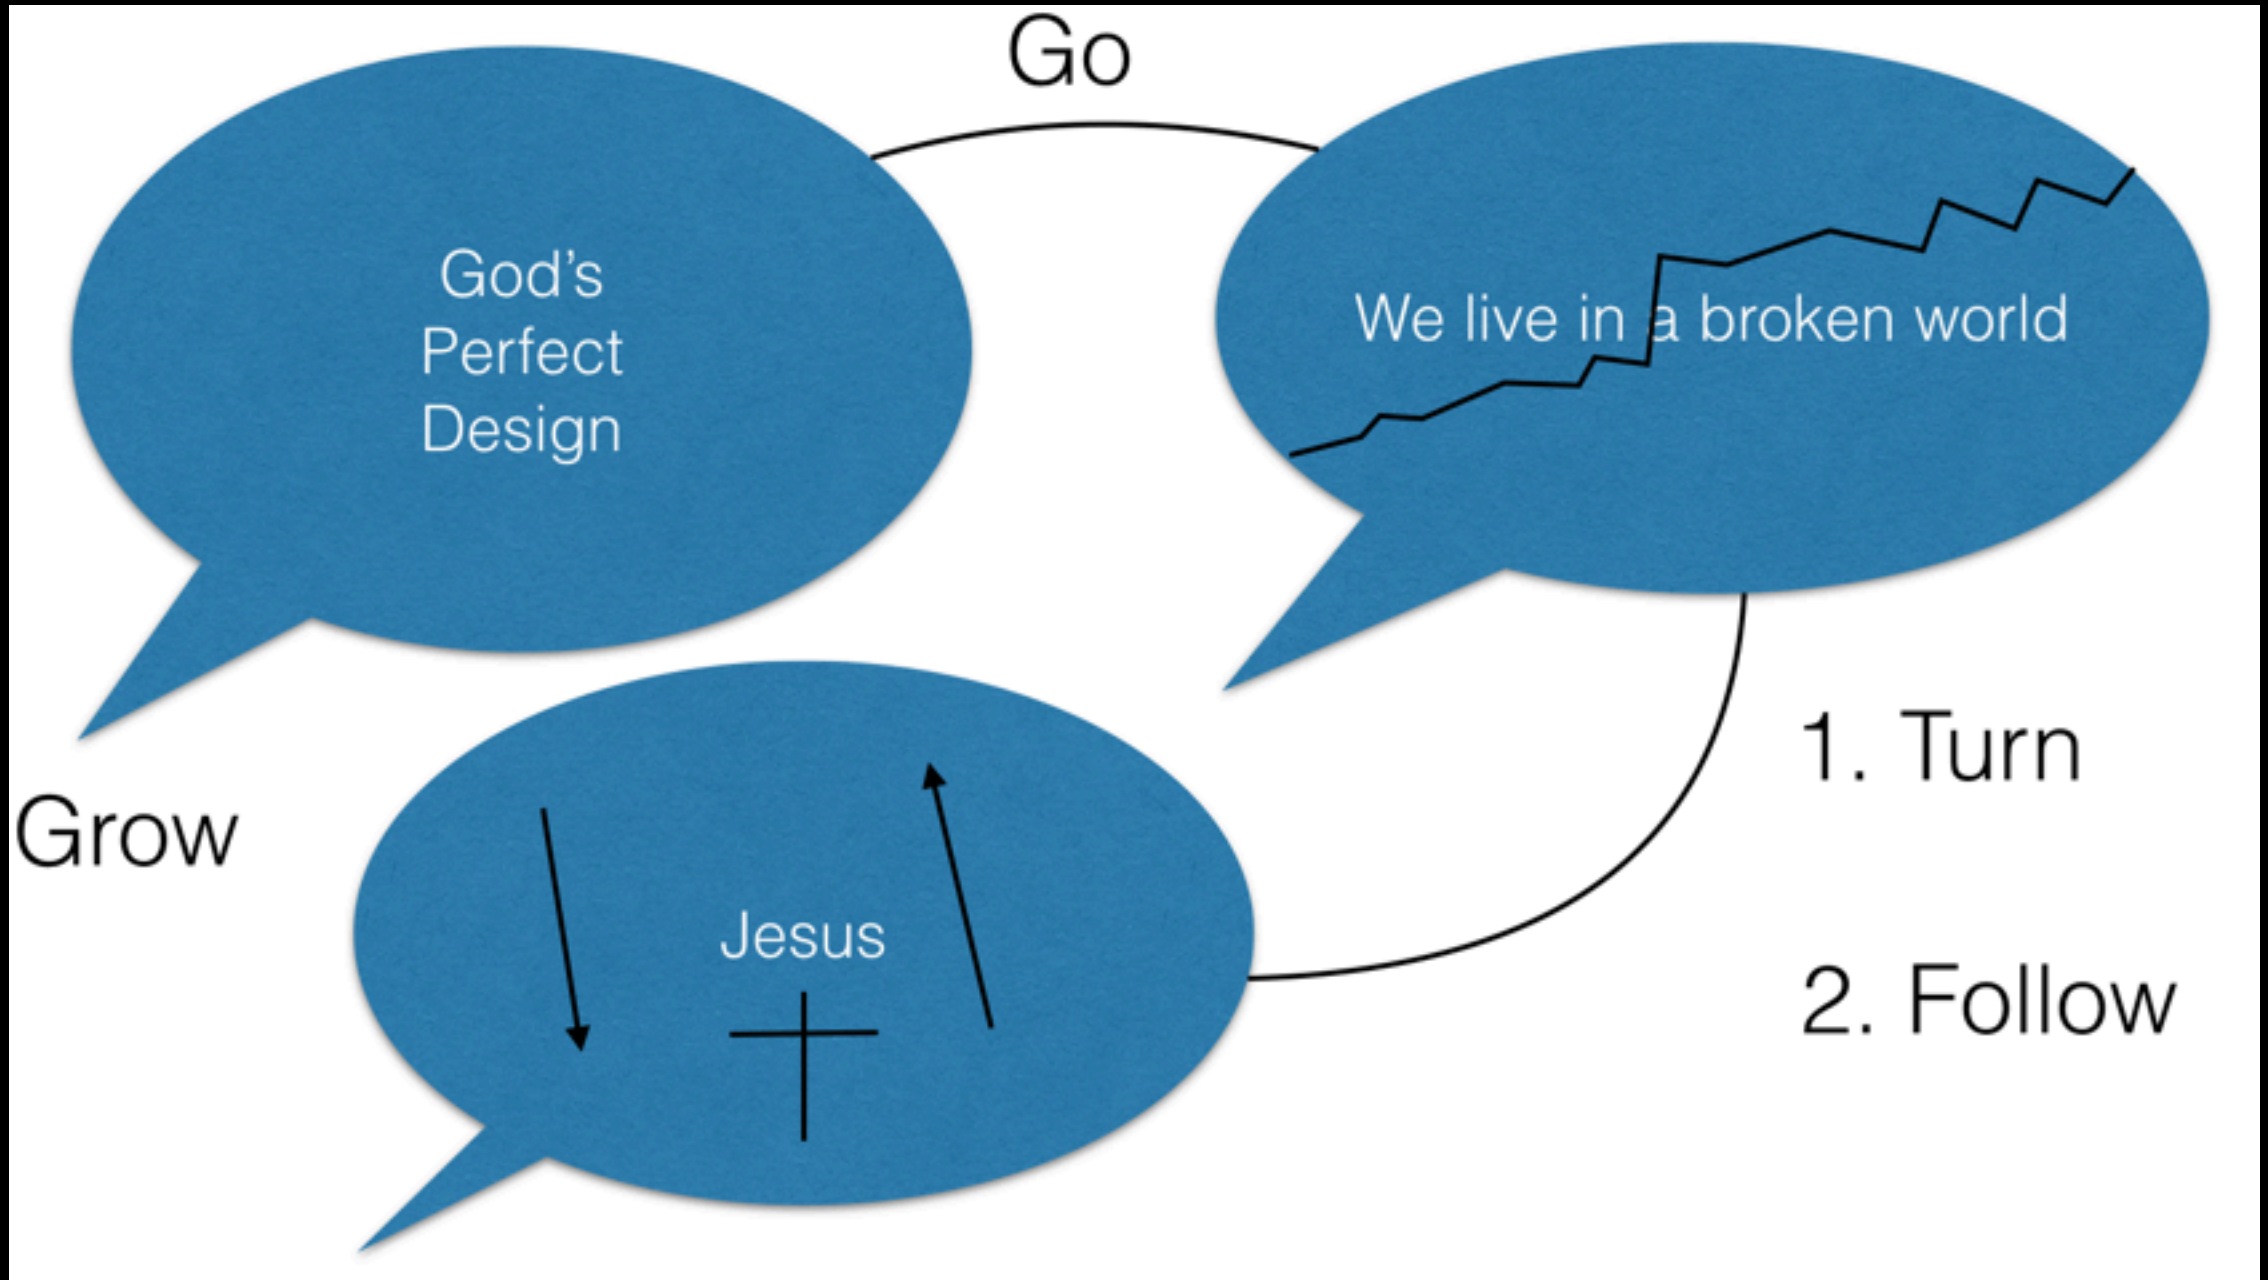 Go
God’s
Perfect
Design
We live in a broken world
1. Turn
Grow
Jesus
2. Follow